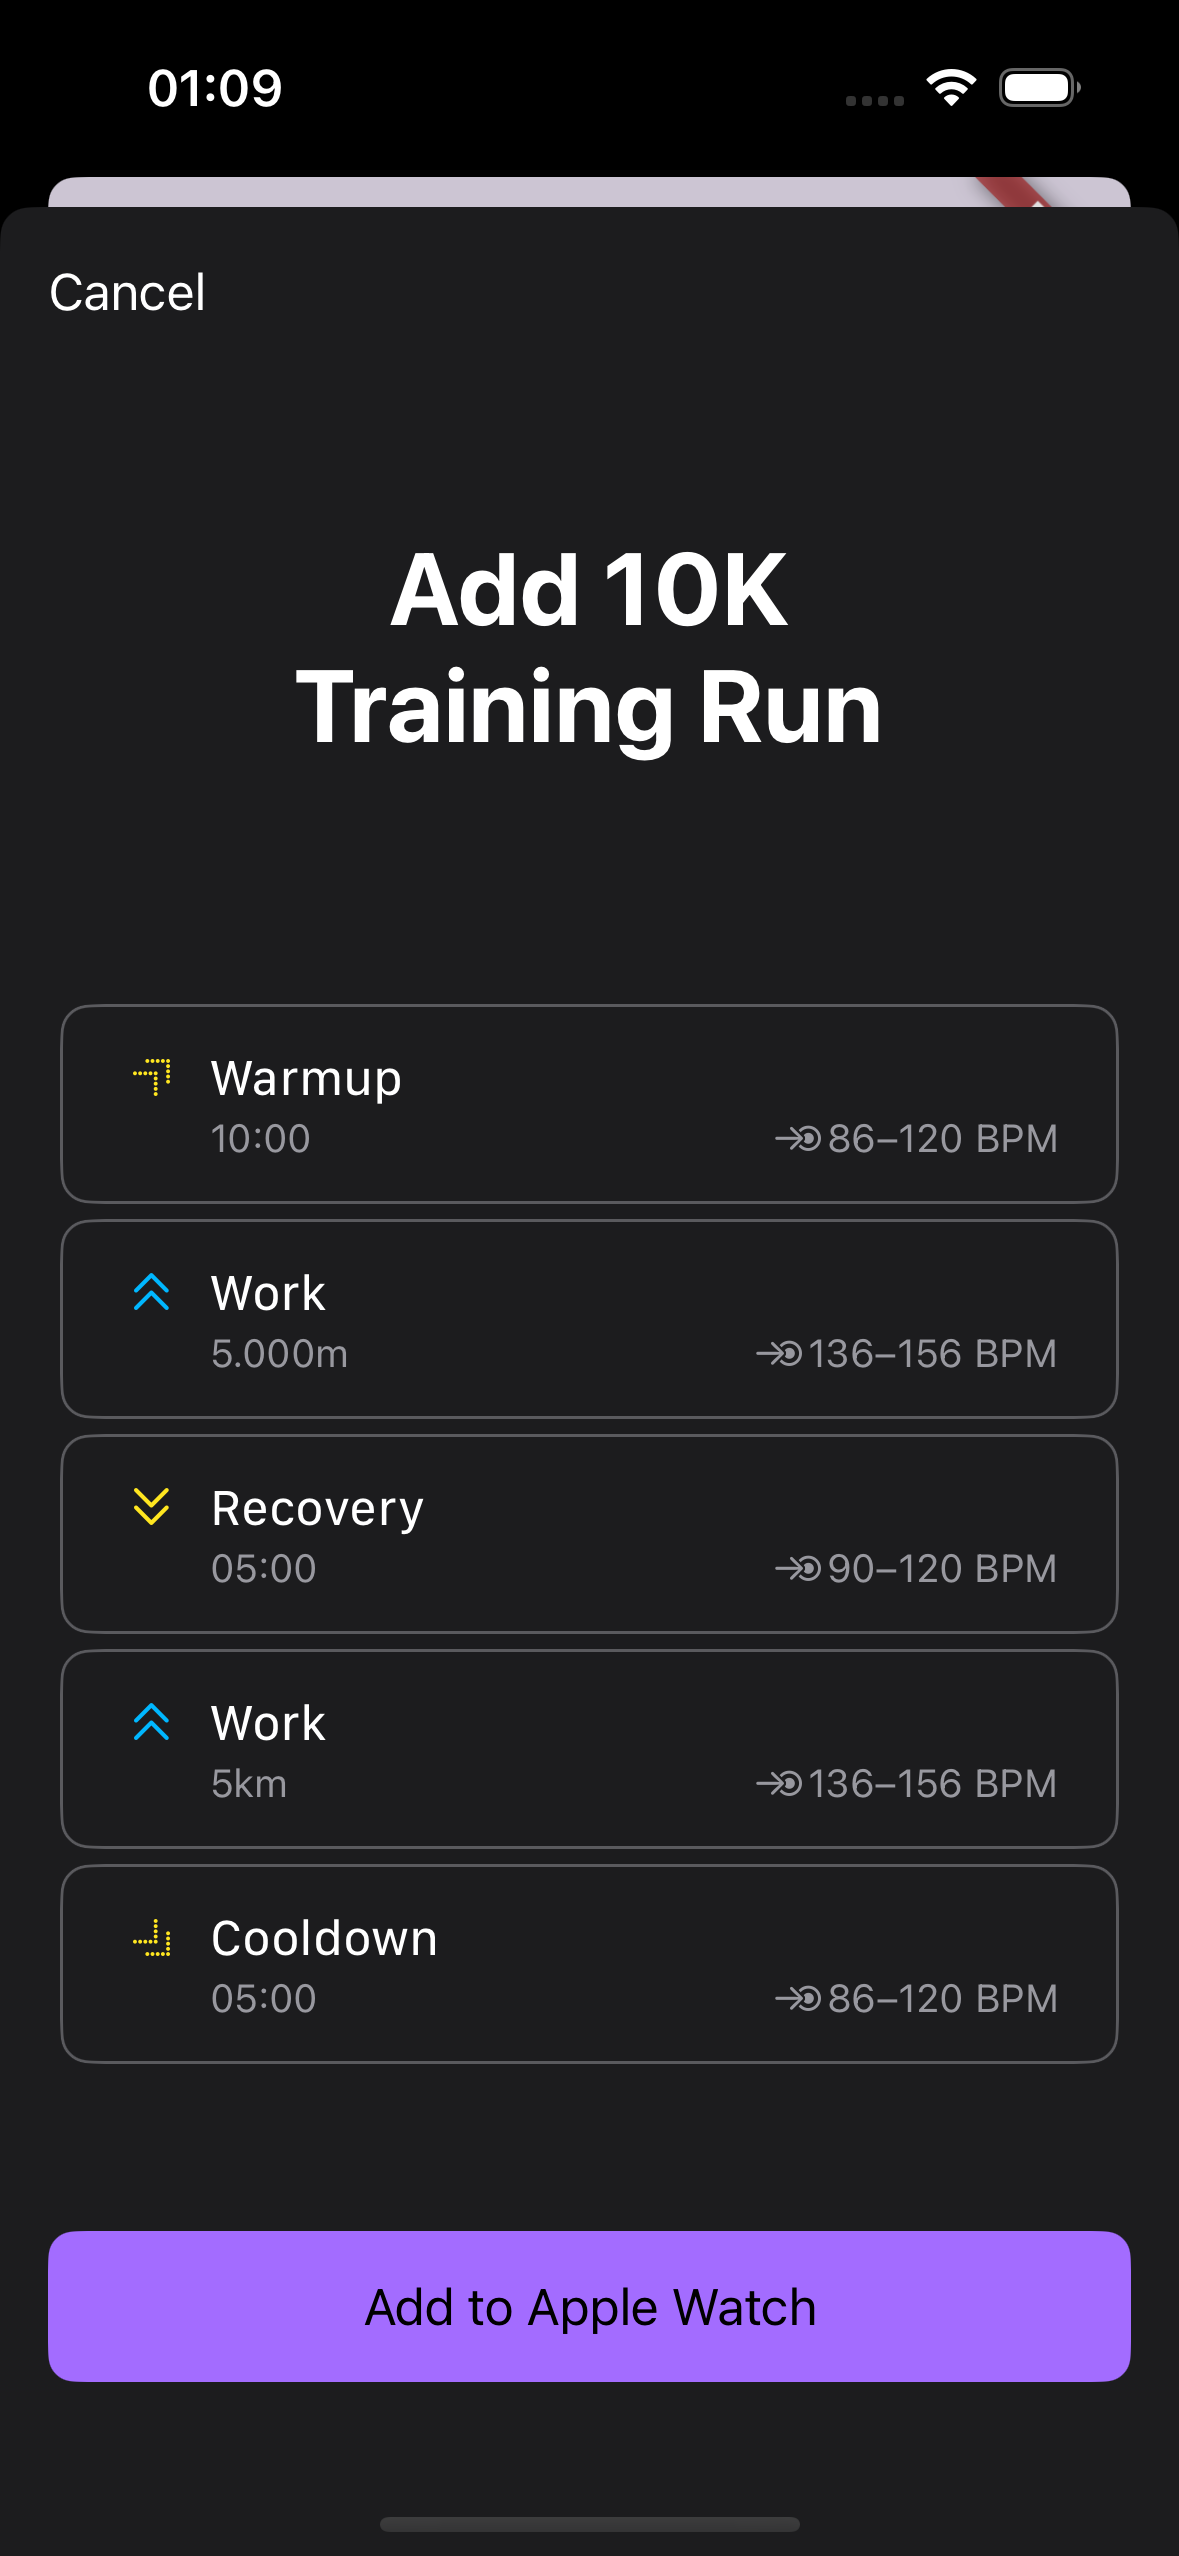 01:09
Cancel
Add 10K
Training Run
Warmup
10:00 86–120 BPM
Work
5.000m 136–156 BPM
Recovery
05:00 90–120 BPM
Work
5km 136–156 BPM
Cooldown
05:00 86–120 BPM
Add to Apple Watch